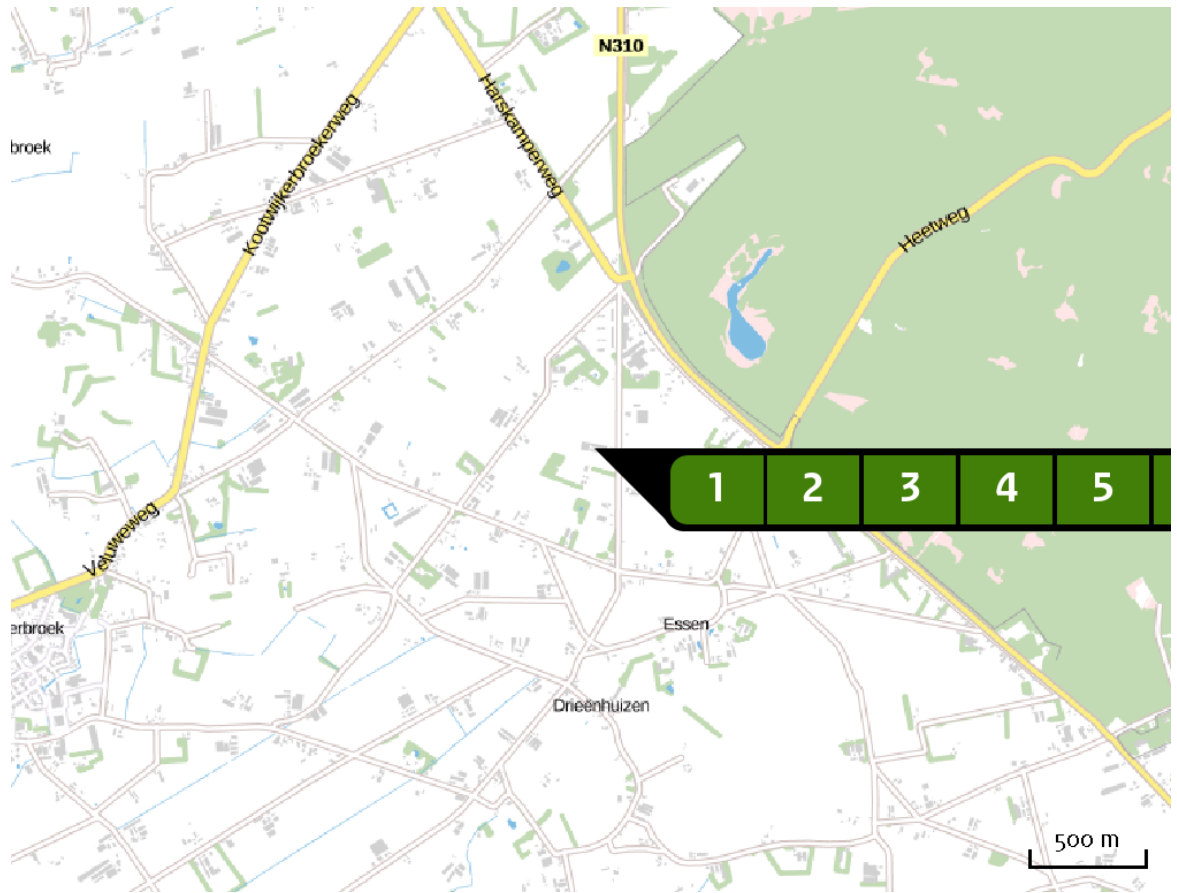 N310
Harskamperweg
Kootwijkerbroekerweg
broek
Heetweg
1 2 3 4 5
Veluweweg
erbroek
Essen
Drieënhuizen
500 m